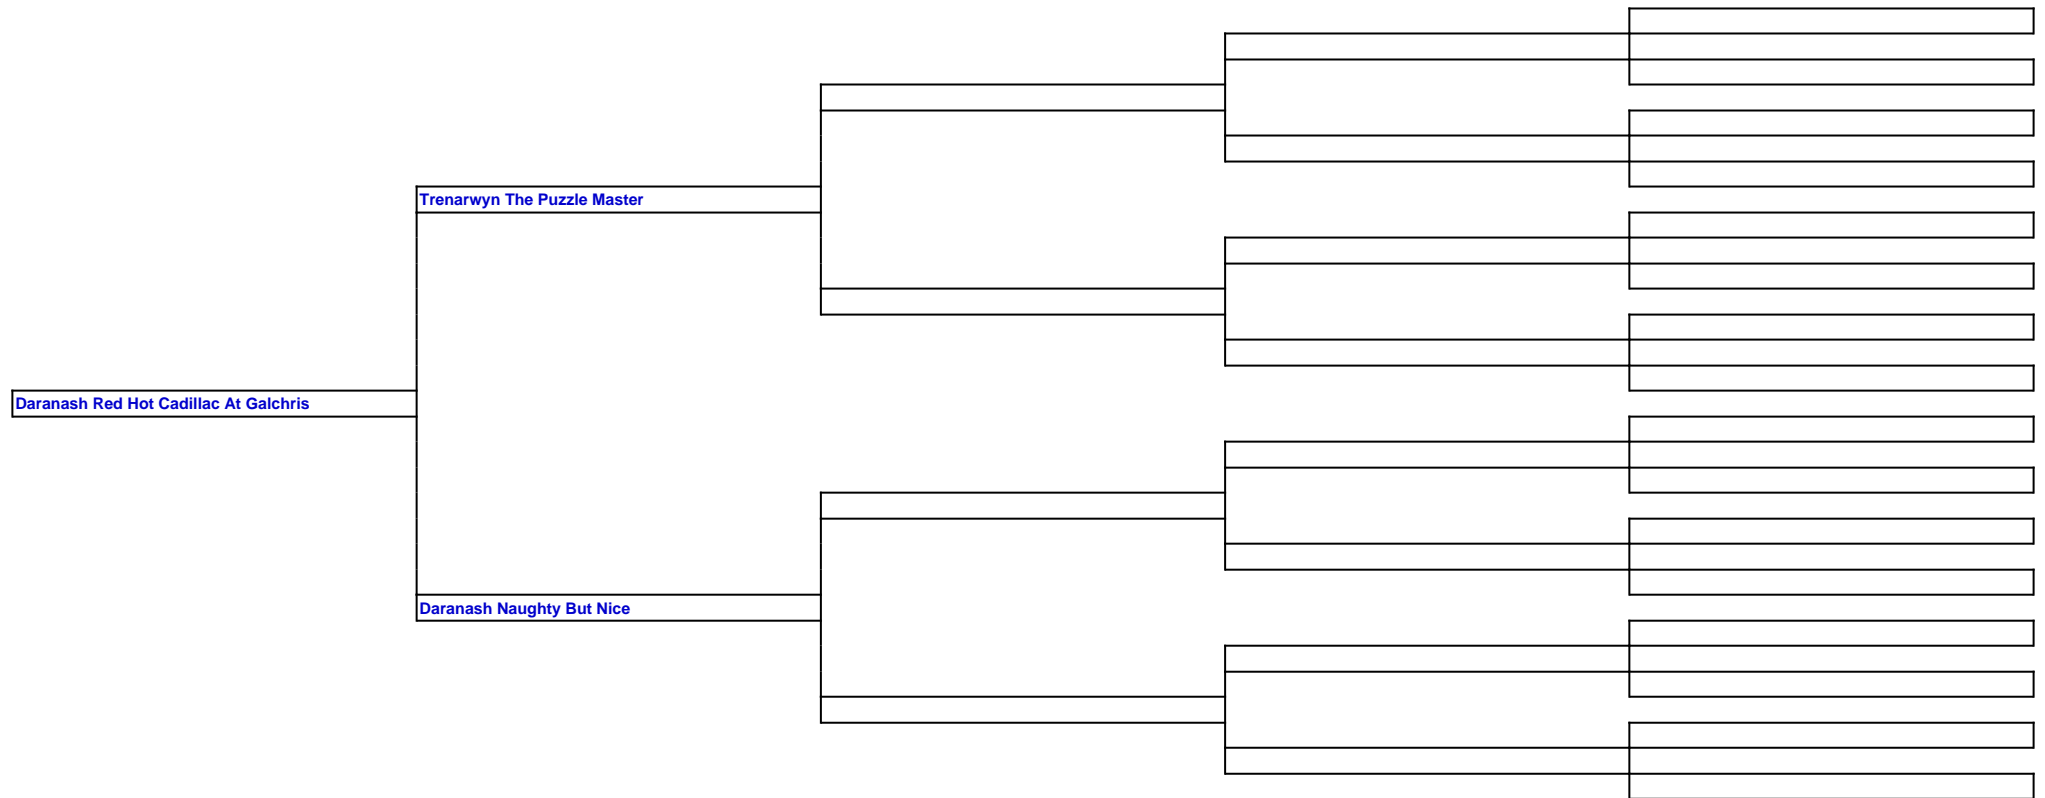 Trenarwyn The Puzzle Master
Daranash Red Hot Cadillac At Galchris
Daranash Naughty But Nice